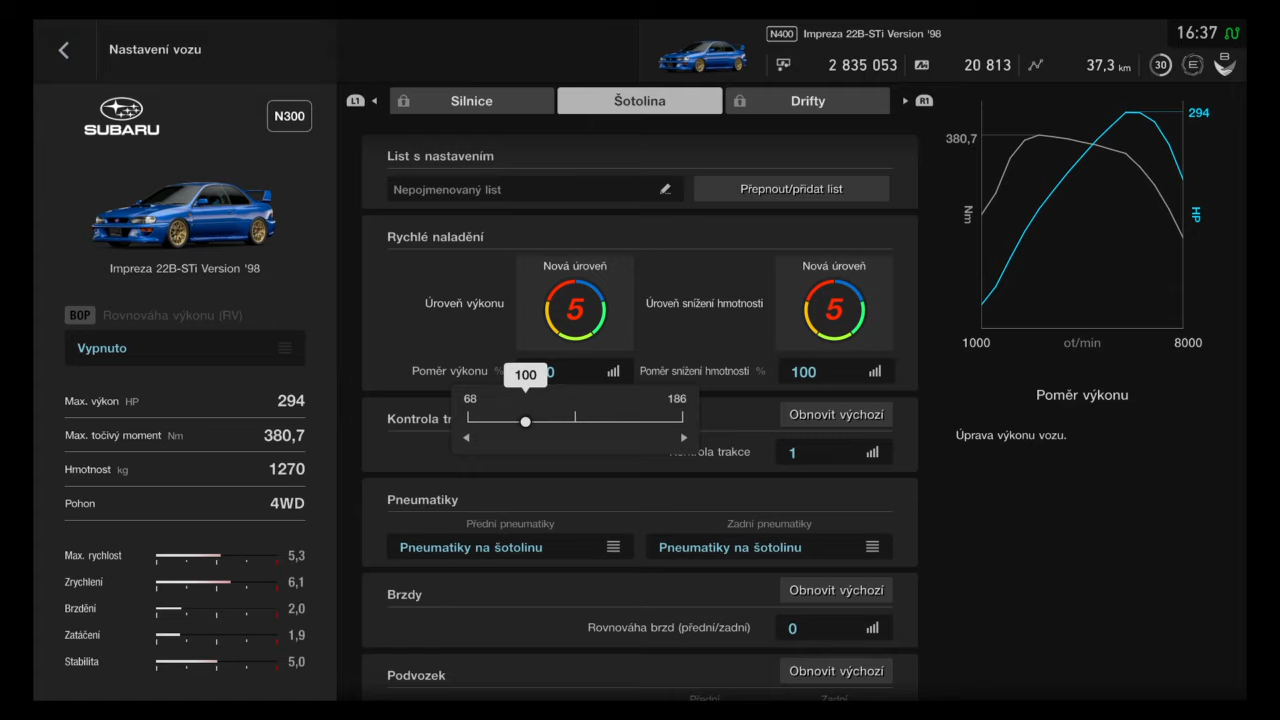 Nastavení vozu
N400 Impreza 22B-STi Version '98
16:37
2 835 053
20 813
37,3 km
30
E
B
SUBARU
N300
Impreza 22B-STi Version '98
BOP Rovnováha výkonu (RV)
Vypnuto
Max. výkon HP 294
Max. točivý moment Nm 380,7
Hmotnost kg 1270
Pohon 4WD
Max. rychlost 5,3
Zrychlení 6,1
Brzdění 2,0
Zatáčení 1,9
Stabilita 5,0
L1 Silnice Šotolina Drifty R1
List s nastavením
Nepojmenovaný list Přepnout/přidat list
Rychlé naladění
Nová úroveň Nová úroveň
Úroveň výkonu 5 Úroveň snížení hmotnosti 5
Poměr výkonu % Poměr snížení hmotnosti % 100
100
68 186
Obnovit výchozí
Kontrola trakce 1
Pneumatiky
Přední pneumatiky Zadní pneumatiky
Pneumatiky na šotolinu Pneumatiky na šotolinu
Brzdy Obnovit výchozí
Rovnováha brzd (přední/zadní) 0
Podvozek Obnovit výchozí
Přední Zadní
294
380,7
Nm
HP
1000 ot/min 8000
Poměr výkonu
Úprava výkonu vozu.